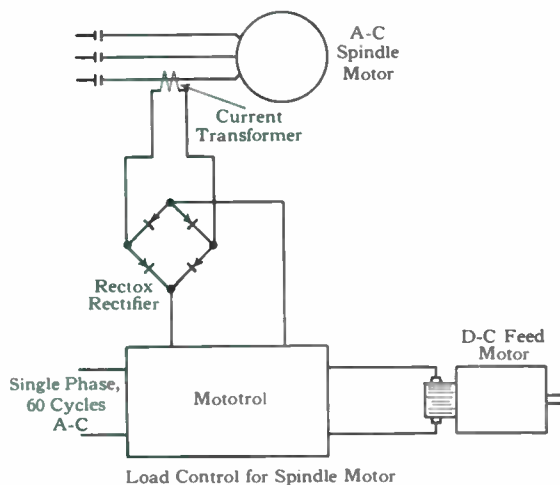 A-C
Spindle
Motor
Current
Transformer
Rectox
Rectifier
D-C Feed
Motor
Single Phase,
60 Cycles
A-C
Mototrol
Load Control for Spindle Motor